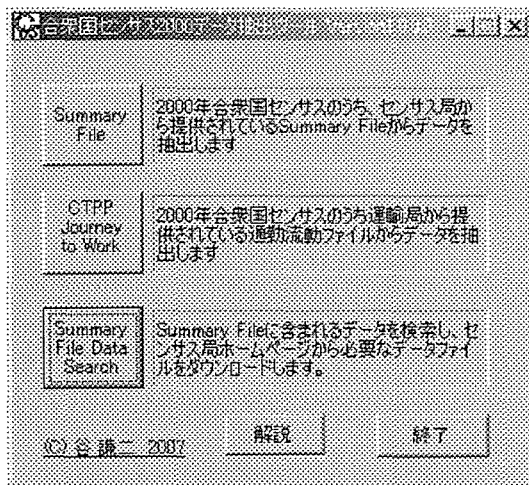 合衆国センサス2000
Summary
File
2000年合衆国センサスのうち、センサス局か
ら提供されているSummary Fileからデータを
抽出します
CTPP
Journey
to Work
2000年合衆国センサスのうち運輸局から提
供されている通勤流動ファイルからデータを抽
出します
Summary
File Data
Search
Summary Fileに含まれるデータを検索し、セ
ンサス局ホームページから必要なデータファイ
ルをダウンロードします。
(C) 谷 謙二 2007
解説
終了